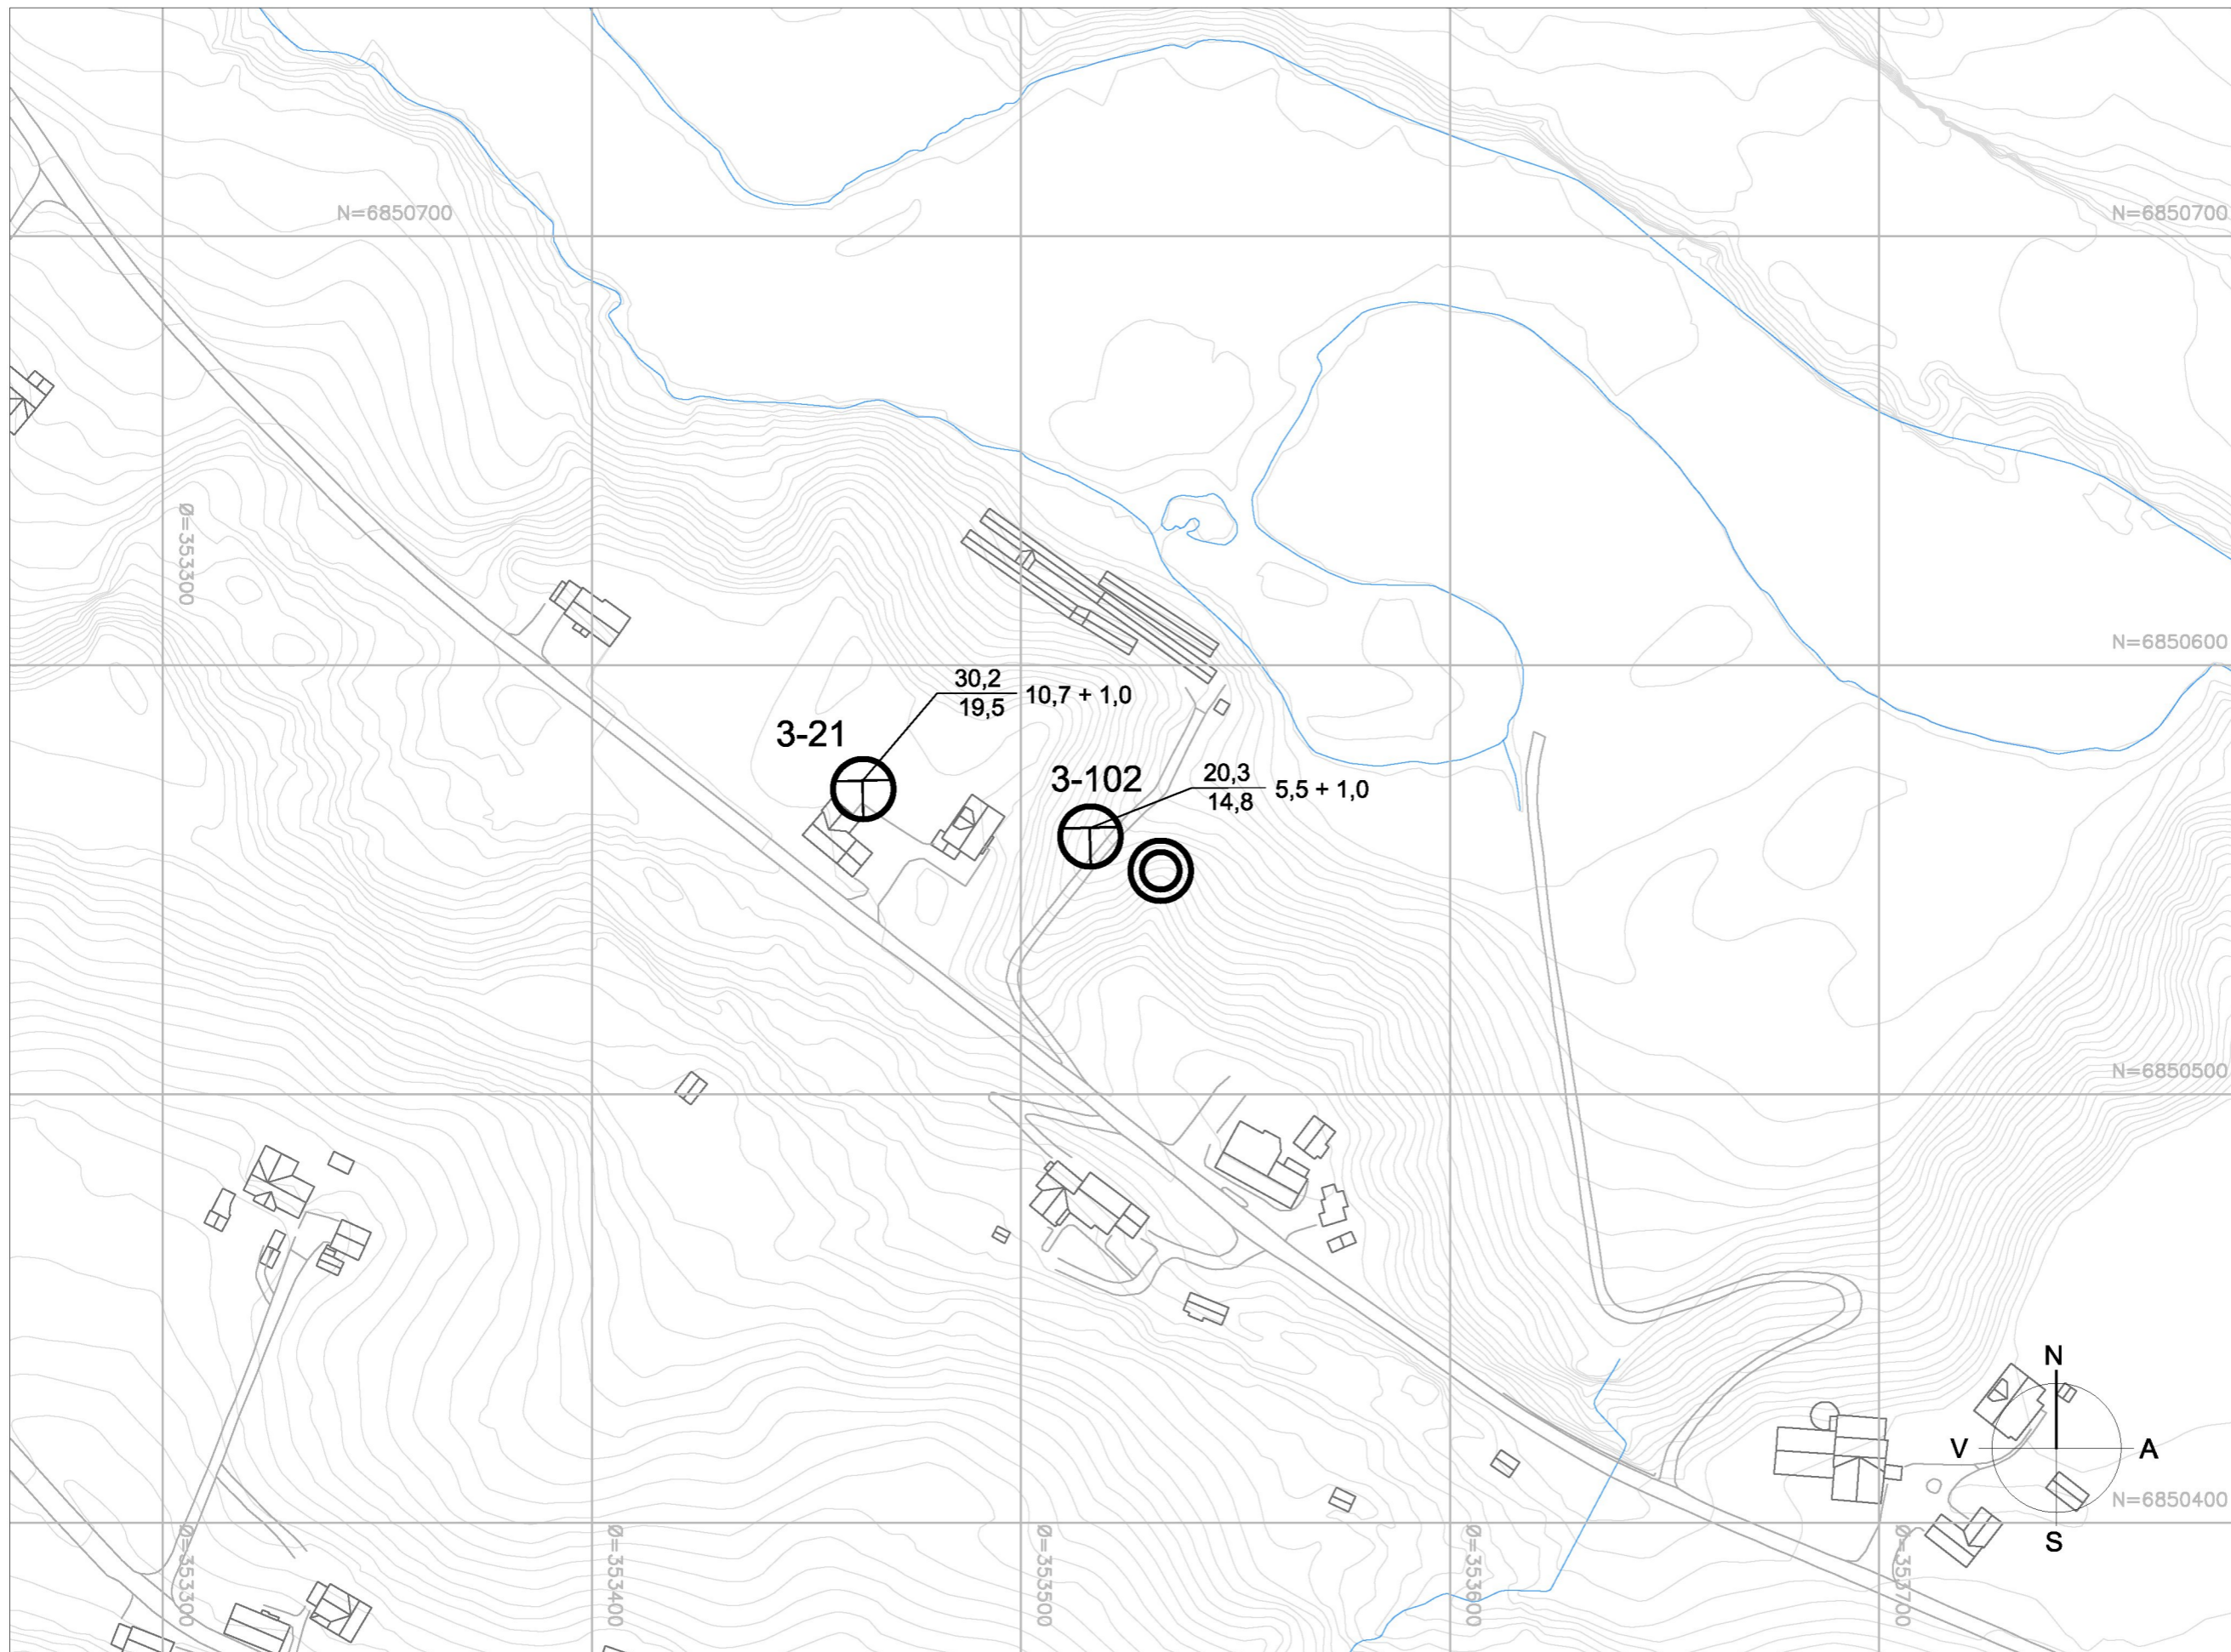 N=6850700
N=6850700
Ø=353300
N=6850600
30,2
19,5
10,7 + 1,0
3-21
3-102
20,3
14,8
5,5 + 1,0
N=6850500
N
V
A
S
N=6850400
Ø=353300
Ø=353400
Ø=353500
Ø=353600
Ø=353700